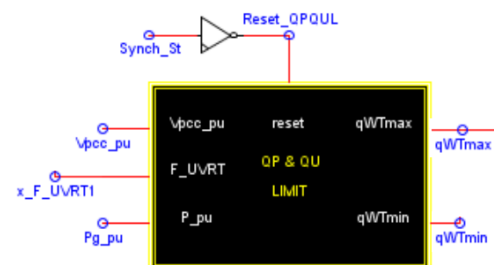 Reset_QPQUL
Synch_St
Vpcc_pu reset qWTmax
Vpcc_pu qWTmax
F_UVRT QP & QU
x_F_UVRT1 LIMIT
P_pu qWTmin
Pg_pu qWTmin